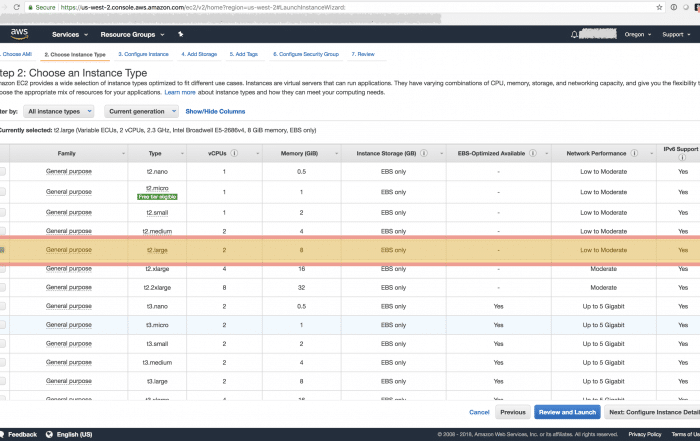 Secure https://us-west-2.console.aws.amazon.com/ec2/v2/home?region=us-west-2#LaunchInstanceWizard:
aws Services Resource Groups Oregon Support
. Choose AMI 2. Choose Instance Type 3. Configure Instance 4. Add Storage 5. Add Tags 6. Configure Security Group 7. Review
tep 2: Choose an Instance Type
mazon EC2 provides a wide selection of instance types optimized to fit different use cases. Instances are virtual servers that can run applications. They have varying combinations of CPU, memory, storage, and networking capacity, and give you the flexibility t
oose the appropriate mix of resources for your applications. Learn more about instance types and how they can meet your computing needs.
ter by: All instance types Current generation Show/Hide Columns
Currently selected: t2.large (Variable ECUs, 2 vCPUs, 2.3 GHz, Intel Broadwell E5-2686v4, 8 GiB memory, EBS only)
Family Type vCPUs Memory (GiB) Instance Storage (GB) EBS-Optimized Available Network Performance IPv6 Support
General purpose t2.nano 1 0.5 EBS only - Low to Moderate Yes
General purpose t2.micro 1 1 EBS only - Low to Moderate Yes
Free tier eligible
General purpose t2.small 1 2 EBS only - Low to Moderate Yes
General purpose t2.medium 2 4 EBS only - Low to Moderate Yes
General purpose t2.large 2 8 EBS only - Low to Moderate Yes
General purpose t2.xlarge 4 16 EBS only - Moderate Yes
General purpose t2.2xlarge 8 32 EBS only - Moderate Yes
General purpose t3.nano 2 0.5 EBS only Yes Up to 5 Gigabit Yes
General purpose t3.micro 2 1 EBS only Yes Up to 5 Gigabit Yes
General purpose t3.small 2 2 EBS only Yes Up to 5 Gigabit Yes
General purpose t3.medium 2 4 EBS only Yes Up to 5 Gigabit Yes
General purpose t3.large 2 8 EBS only Yes Up to 5 Gigabit Yes
General purpose t3.xlarge 4 16 EBS only Yes Up to 5 Gigabit Yes
Cancel Previous Review and Launch Next: Configure Instance Detail
Feedback English (US) © 2008 - 2018, Amazon Web Services, Inc. or its affiliates. All rights reserved. Privacy Policy Terms of Us